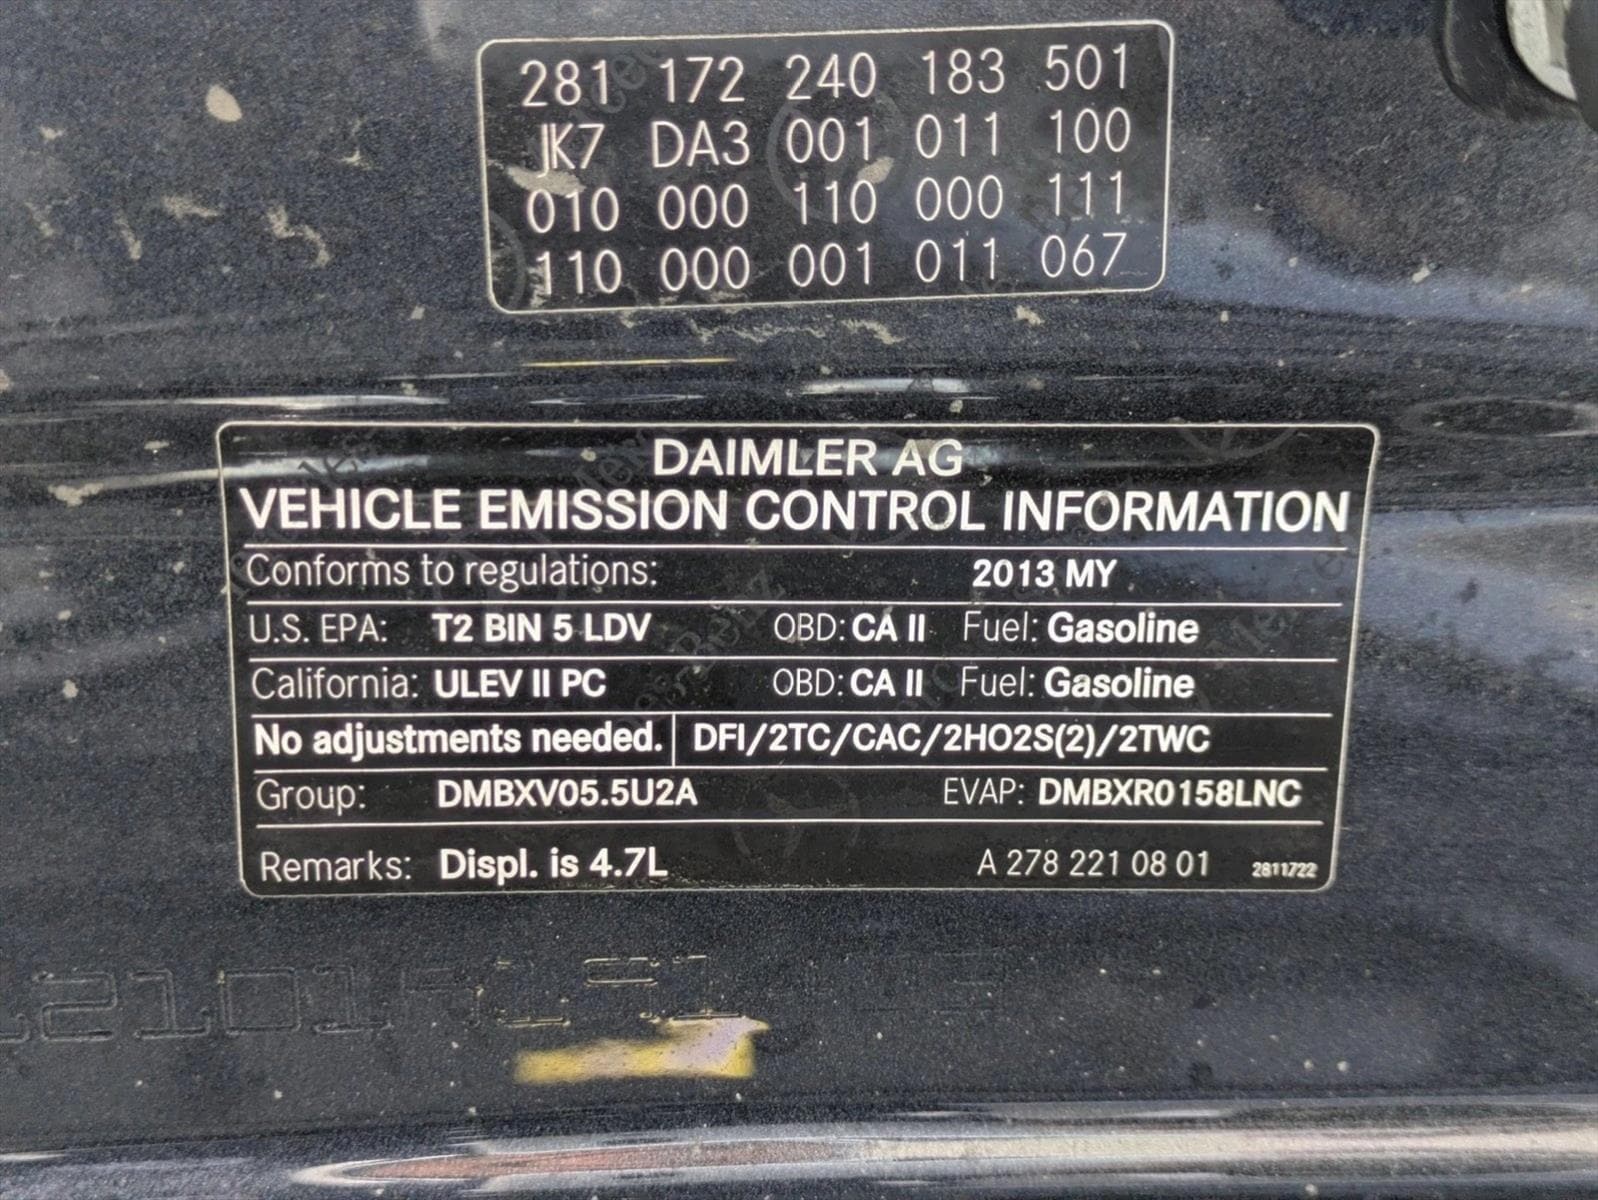 281 172 240 183 501
JK7 DA3 001 011 100
010 000 110 000 111
110 000 001 011 067
DAIMLER AG
VEHICLE EMISSION CONTROL INFORMATION
Conforms to regulations: 2013 MY
U.S. EPA: T2 BIN 5 LDV OBD: CA II Fuel: Gasoline
California: ULEV II PC OBD: CA II Fuel: Gasoline
No adjustments needed. DFI/2TC/CAC/2HO2S(2)/2TWC
Group: DMBXV05.5U2A EVAP: DMBXR0158LNC
Remarks: Displ. is 4.7L A 278 221 08 01 2811722